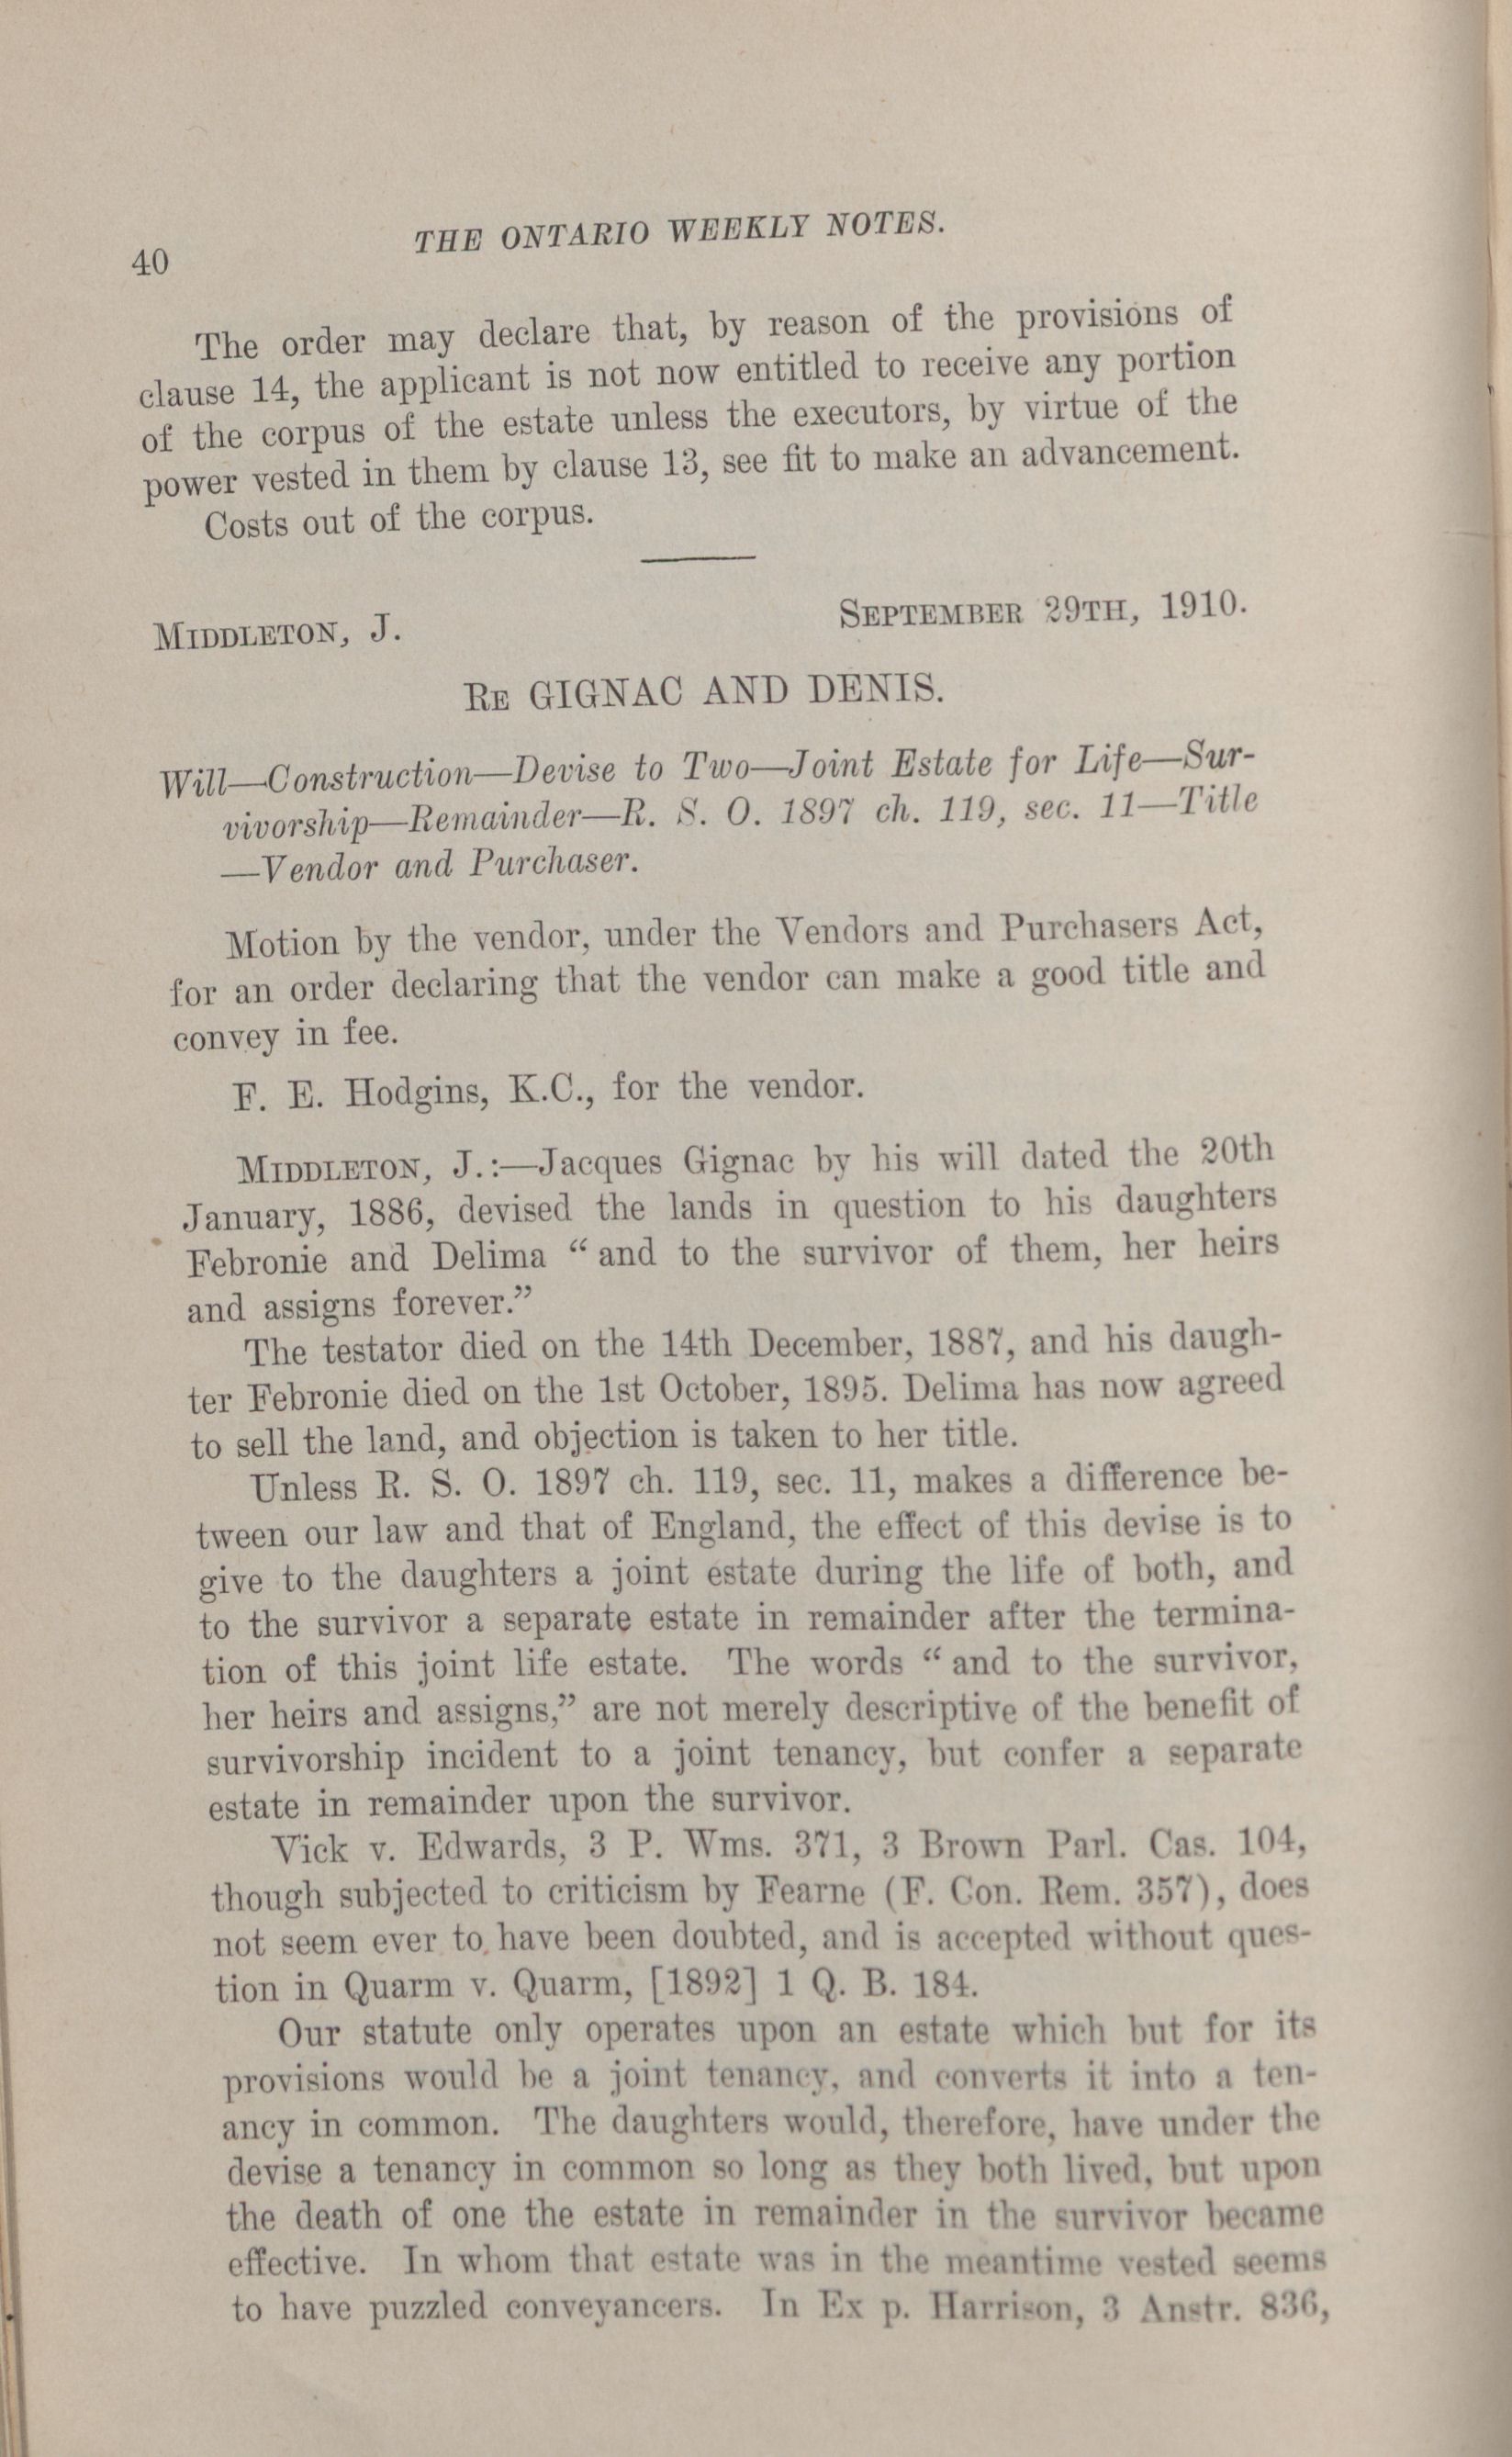 40
THE ONTARIO WEEKLY NOTES.
The order may declare that, by reason of the provisions of
clause 14, the applicant is not now entitled to receive any portion
of the corpus of the estate unless the executors, by virtue of the
power vested in them by clause 13, see fit to make an advancement.
Costs out of the corpus.
MIDDLETON, J. SEPTEMBER 29TH, 1910.
RE GIGNAC AND DENIS.
Will—Construction—Devise to Two—Joint Estate for Life—Sur-
vivorship—Remainder—R. S. O. 1897 ch. 119, sec. 11—Title
—Vendor and Purchaser.
Motion by the vendor, under the Vendors and Purchasers Act,
for an order declaring that the vendor can make a good title and
convey in fee.
F. E. Hodgins, K.C., for the vendor.
MIDDLETON, J.:—Jacques Gignac by his will dated the 20th
January, 1886, devised the lands in question to his daughters
Febronie and Delima “and to the survivor of them, her heirs
and assigns forever.”
The testator died on the 14th December, 1887, and his daugh-
ter Febronie died on the 1st October, 1895. Delima has now agreed
to sell the land, and objection is taken to her title.
Unless R. S. O. 1897 ch. 119, sec. 11, makes a difference be-
tween our law and that of England, the effect of this devise is to
give to the daughters a joint estate during the life of both, and
to the survivor a separate estate in remainder after the termina-
tion of this joint life estate. The words “and to the survivor,
her heirs and assigns,” are not merely descriptive of the benefit of
survivorship incident to a joint tenancy, but confer a separate
estate in remainder upon the survivor.
Vick v. Edwards, 3 P. Wms. 371, 3 Brown Parl. Cas. 104,
though subjected to criticism by Fearne (F. Con. Rem. 357), does
not seem ever to have been doubted, and is accepted without ques-
tion in Quarm v. Quarm, [1892] 1 Q. B. 184.
Our statute only operates upon an estate which but for its
provisions would be a joint tenancy, and converts it into a ten-
ancy in common. The daughters would, therefore, have under the
devise a tenancy in common so long as they both lived, but upon
the death of one the estate in remainder in the survivor became
effective. In whom that estate was in the meantime vested seems
to have puzzled conveyancers. In Ex p. Harrison, 3 Anstr. 836,